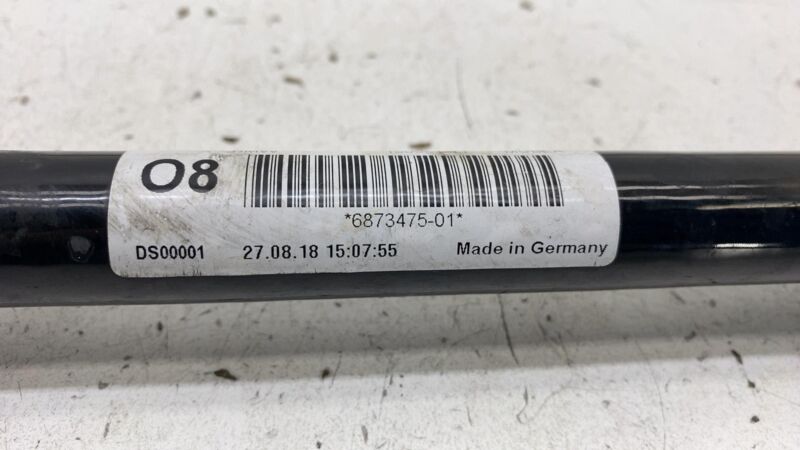 O8
*6873475-01*
DS00001 27.08.18 15:07:55 Made in Germany